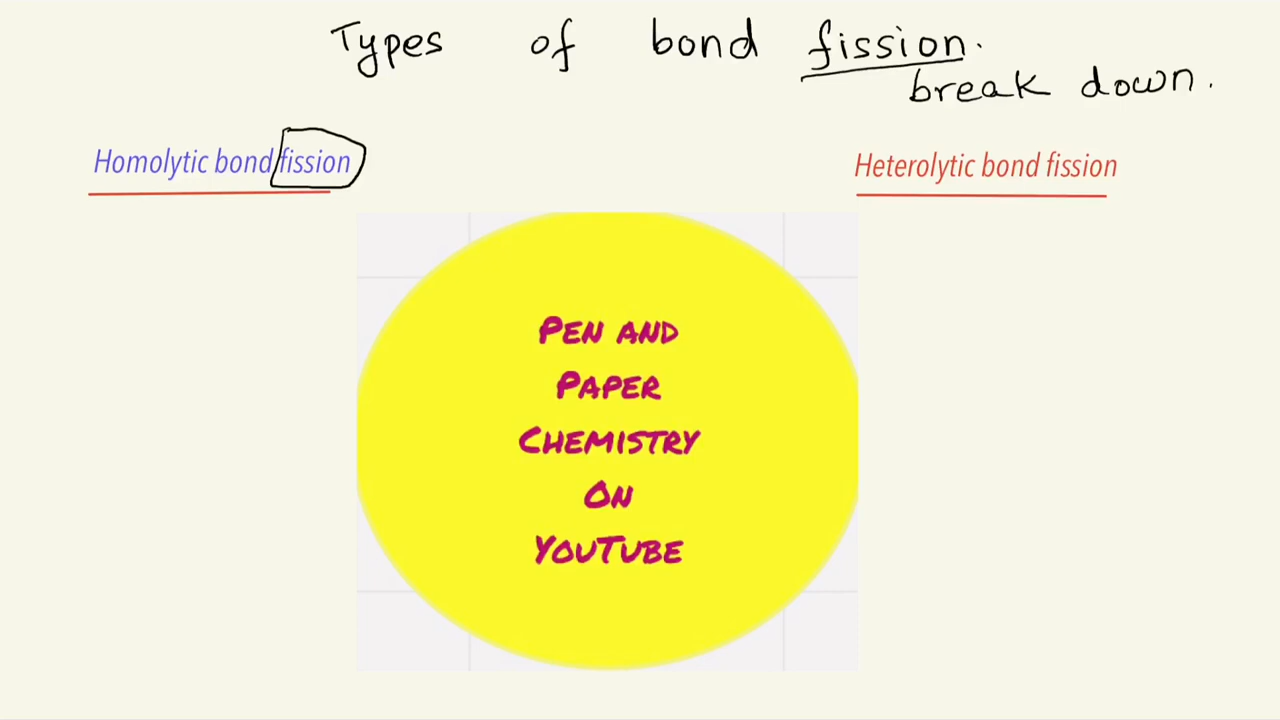 Types of bond fission.
break down.
Homolytic bond fission
Heterolytic bond fission
PEN AND
PAPER
CHEMISTRY
ON
YOUTUBE